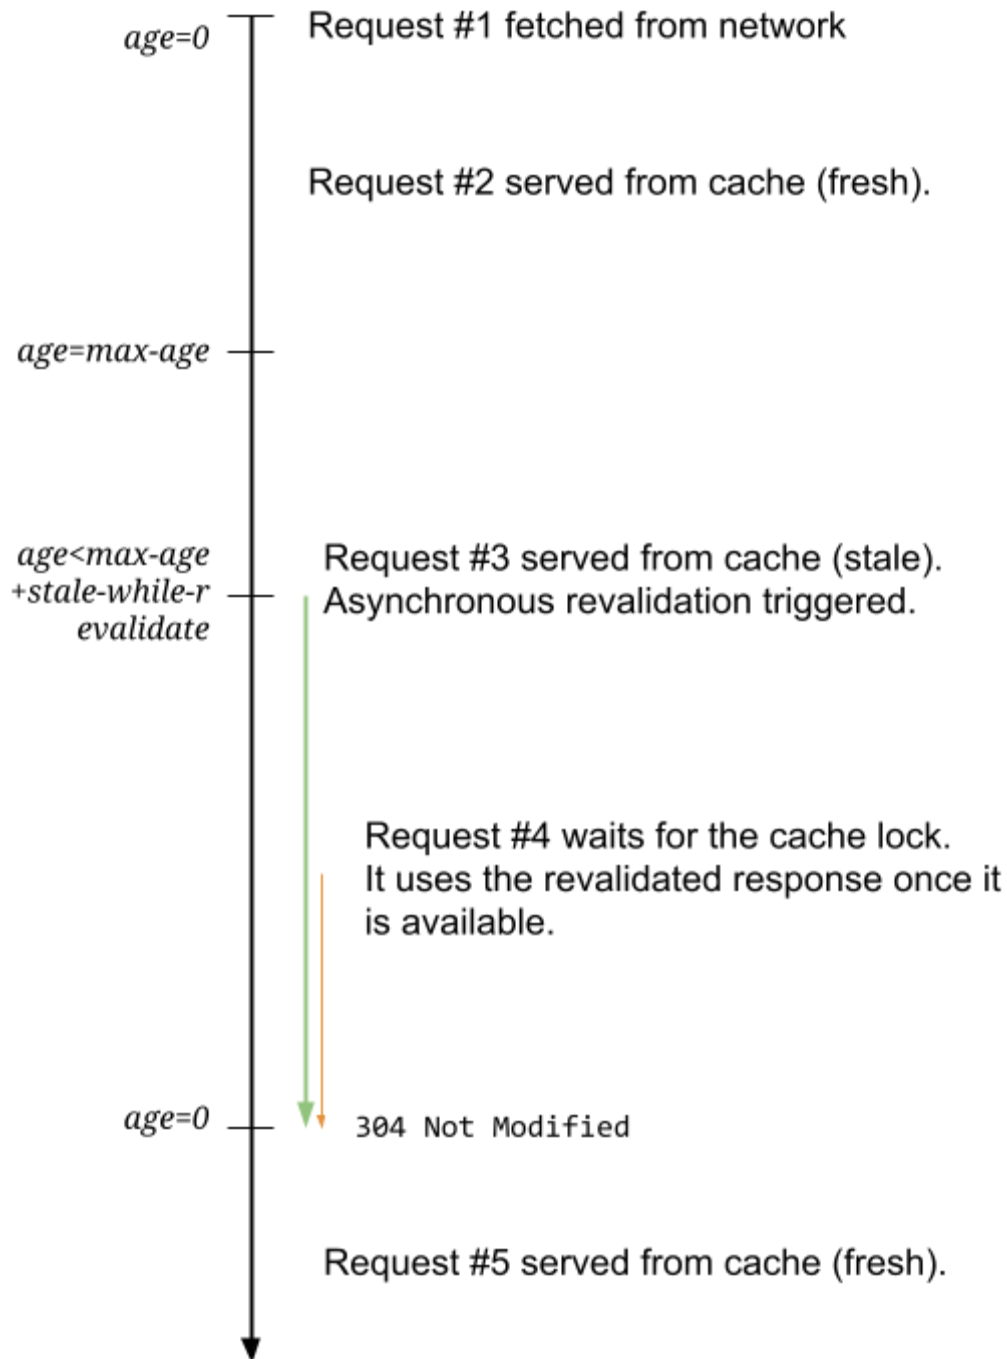 age=0
Request #1 fetched from network
Request #2 served from cache (fresh).
age=max-age
age<max-age
+stale-while-r
evalidate
Request #3 served from cache (stale).
Asynchronous revalidation triggered.
Request #4 waits for the cache lock.
It uses the revalidated response once it
is available.
age=0
304 Not Modified
Request #5 served from cache (fresh).